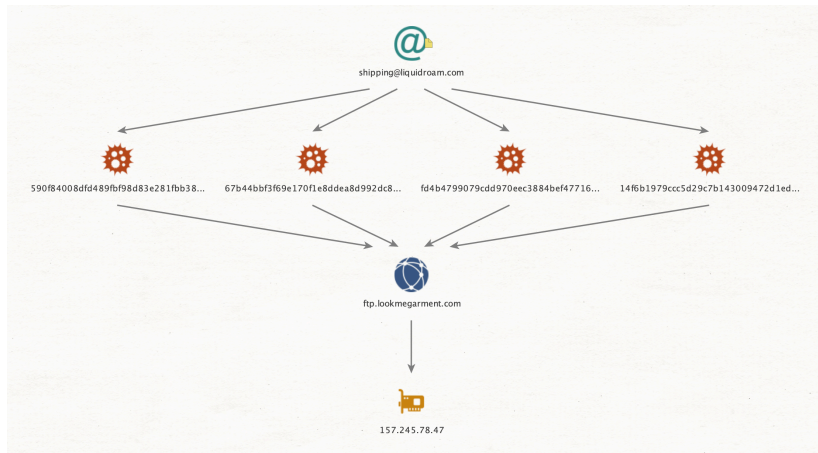 shipping@liquidroam.com
590f84008dfd489fbf98d83e281fbb38...
67b44bbf3f69e170f1e8ddea8d992dc8...
fd4b4799079cdd970eec3884bef47716...
14f6b1979ccc5d29c7b143009472d1ed...
ftp.lookmegarment.com
157.245.78.47